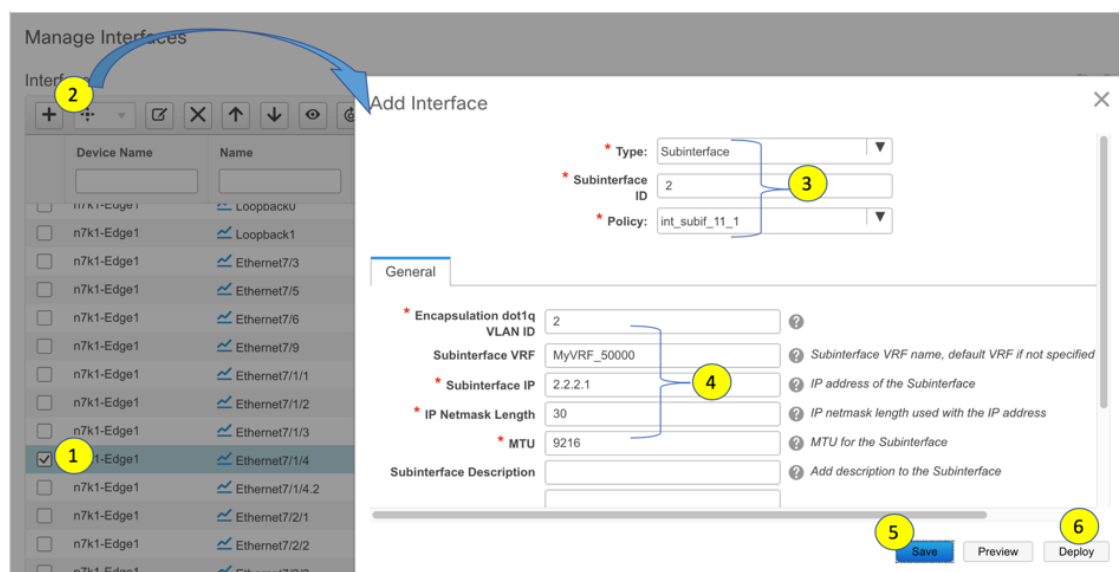 Manage Interfaces
2
Add Interface
Device Name Name
n7k1-Edge1 Loopback0
n7k1-Edge1 Loopback1
n7k1-Edge1 Ethernet7/3
n7k1-Edge1 Ethernet7/5
n7k1-Edge1 Ethernet7/6
n7k1-Edge1 Ethernet7/9
n7k1-Edge1 Ethernet7/1/1
n7k1-Edge1 Ethernet7/1/2
n7k1-Edge1 Ethernet7/1/3
1
-Edge1 Ethernet7/1/4
n7k1-Edge1 Ethernet7/1/4.2
n7k1-Edge1 Ethernet7/2/1
n7k1-Edge1 Ethernet7/2/2
* Type: Subinterface
* Subinterface ID 2
3
* Policy: int_subif_11_1
General
* Encapsulation dot1q VLAN ID 2
Subinterface VRF MyVRF_50000 Subinterface VRF name, default VRF if not specified
* Subinterface IP 2.2.2.1 IP address of the Subinterface
4
* IP Netmask Length 30 IP netmask length used with the IP address
* MTU 9216 MTU for the Subinterface
Subinterface Description Add description to the Subinterface
5
6
Save Preview Deploy